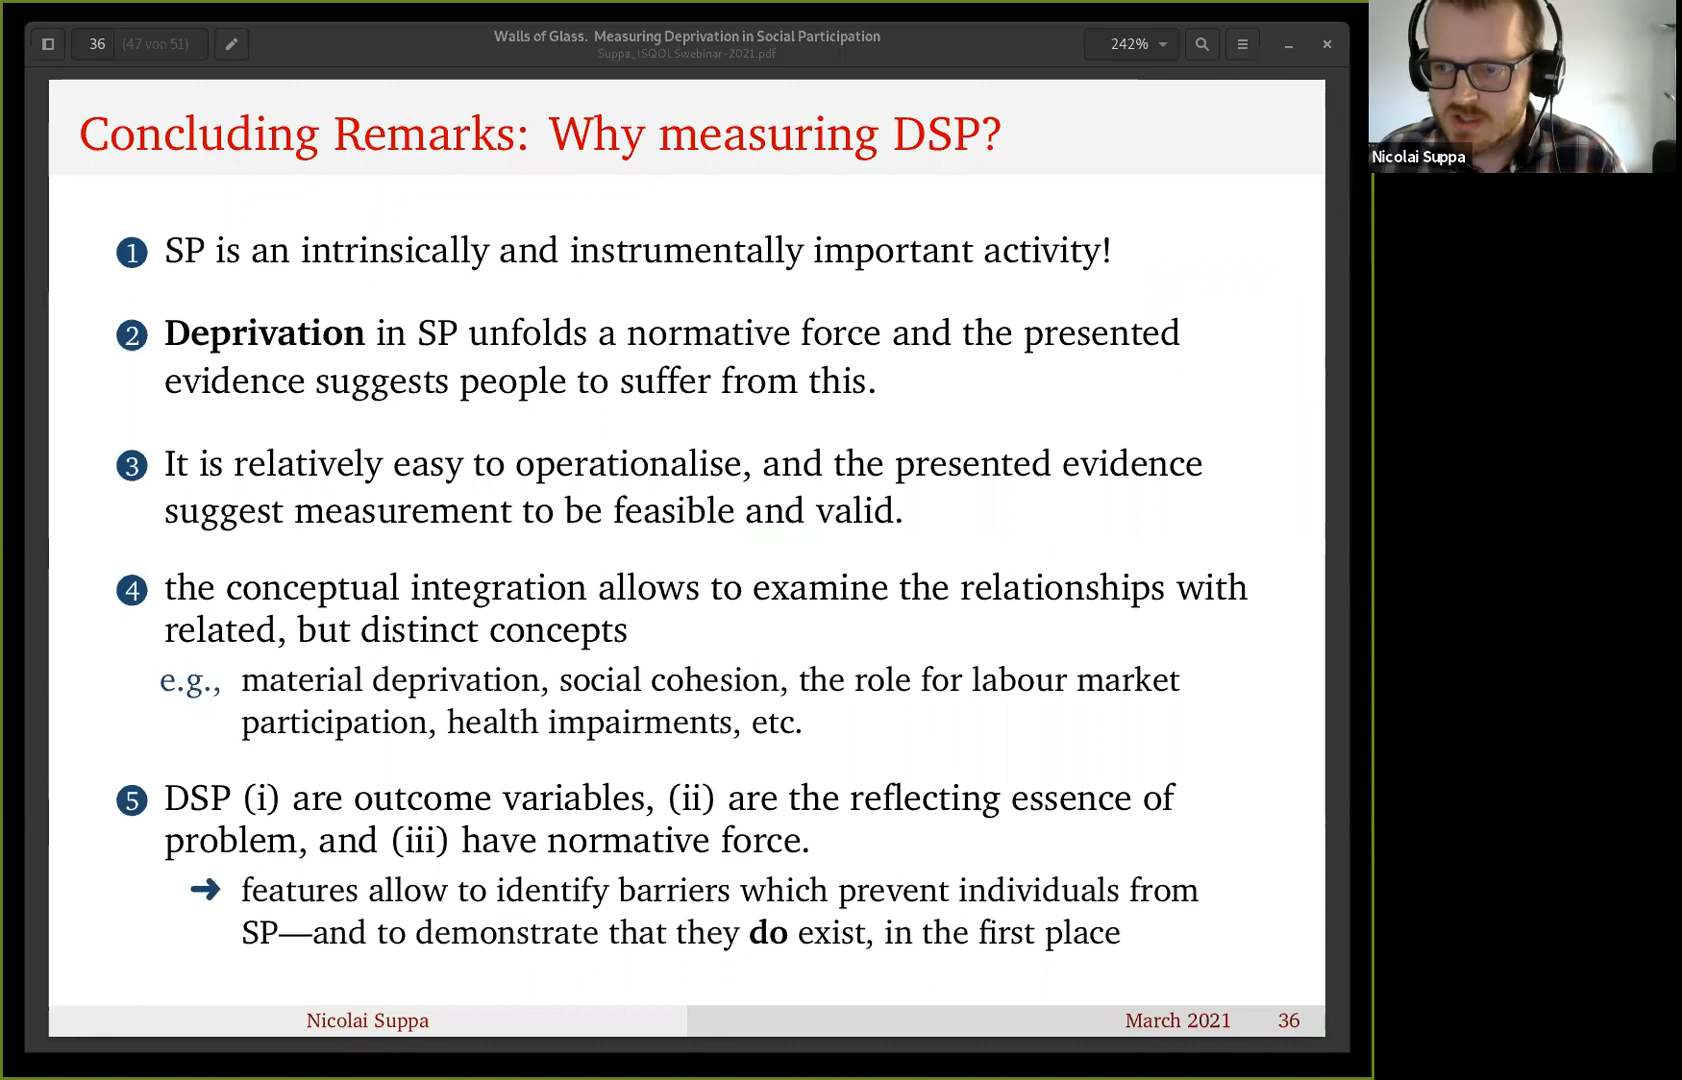 36 (47 von 51)
Walls of Glass. Measuring Deprivation in Social Participation
Suppa_ISQOLSwebinar-2021.pdf
242%
Nicolai Suppa
Concluding Remarks: Why measuring DSP?
1 SP is an intrinsically and instrumentally important activity!
2 Deprivation in SP unfolds a normative force and the presented
evidence suggests people to suffer from this.
3 It is relatively easy to operationalise, and the presented evidence
suggest measurement to be feasible and valid.
4 the conceptual integration allows to examine the relationships with
related, but distinct concepts
e.g., material deprivation, social cohesion, the role for labour market
participation, health impairments, etc.
5 DSP (i) are outcome variables, (ii) are the reflecting essence of
problem, and (iii) have normative force.
➜ features allow to identify barriers which prevent individuals from
SP—and to demonstrate that they do exist, in the first place
Nicolai Suppa March 2021 36